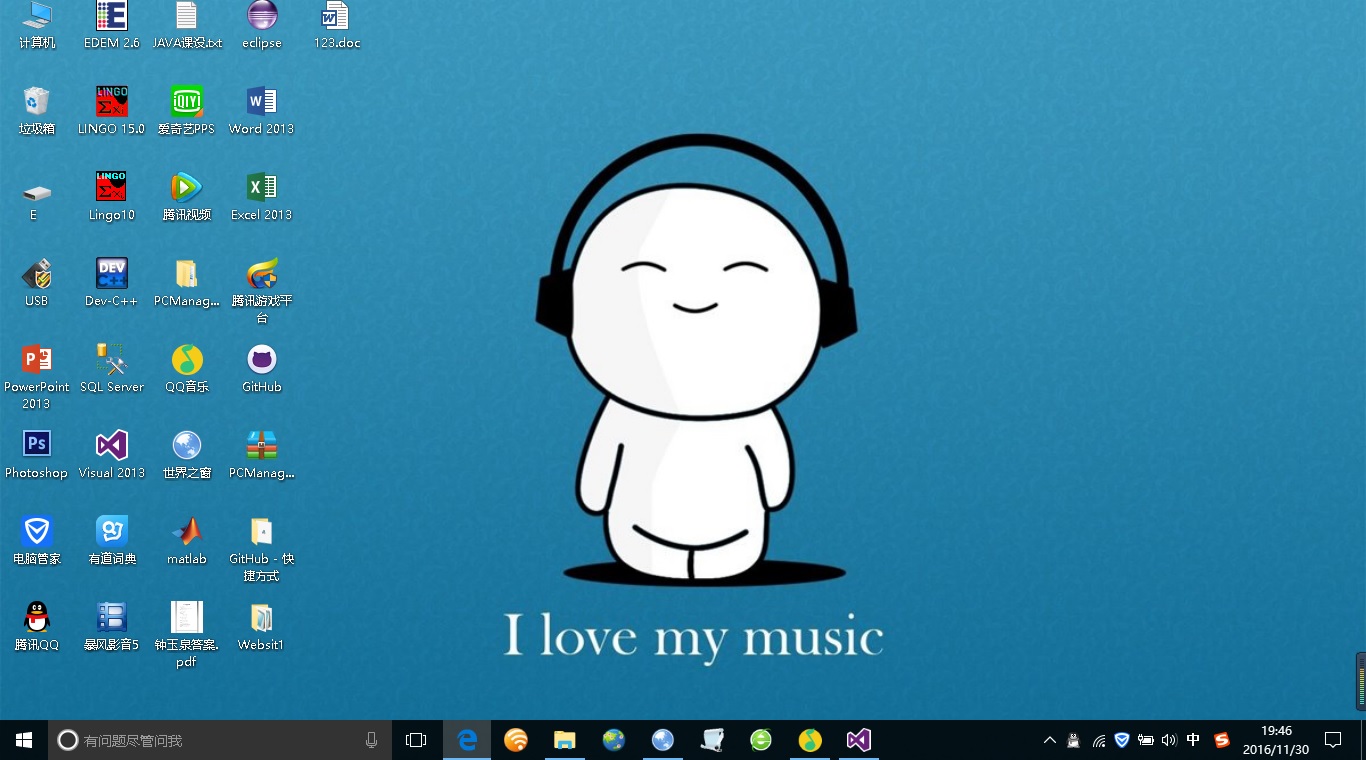 计算机
EDEM 2.6
JAVA课设.txt
eclipse
123.doc
垃圾箱
LINGO 15.0
爱奇艺PPS
Word 2013
E
Lingo10
腾讯视频
Excel 2013
USB
Dev-C++
PCManag...
腾讯游戏平
台
PowerPoint
2013
SQL Server
QQ音乐
GitHub
Photoshop
Visual 2013
世界之窗
PCManag...
电脑管家
有道词典
matlab
GitHub - 快
捷方式
腾讯QQ
暴风影音5
钟玉泉答案.
pdf
Websit1
I love my music
有问题尽管问我
中
19:46
2016/11/30